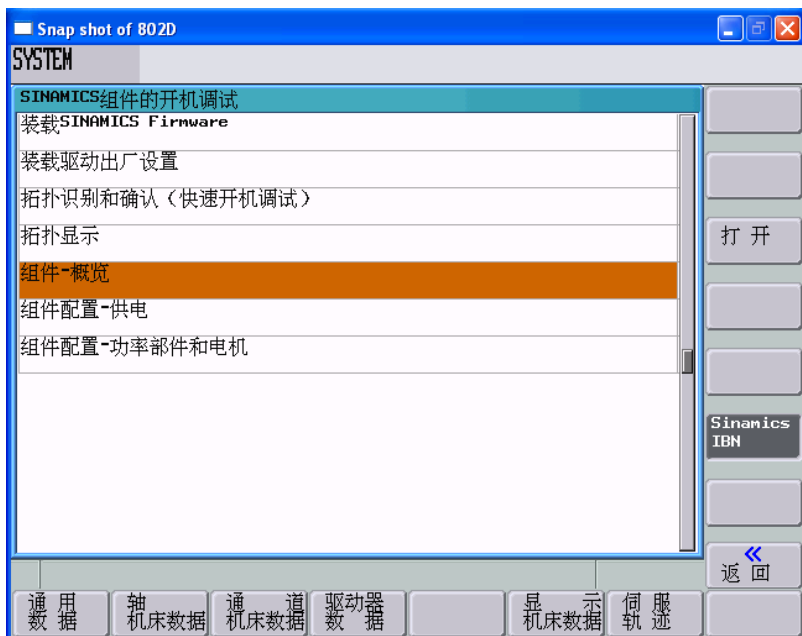 Snap shot of 802D
SYSTEM
SINAMICS组件的开机调试
装载SINAMICS Firmware
装载驱动出厂设置
拓扑识别和确认（快速开机调试）
拓扑显示
组件-概览
组件配置-供电
组件配置-功率部件和电机
打 开
Sinamics
IBN
«
返 回
通 用
数 据
轴
机床数据
通 道
机床数据
驱动器
数 据
显 示
机床数据
伺 服
轨 迹